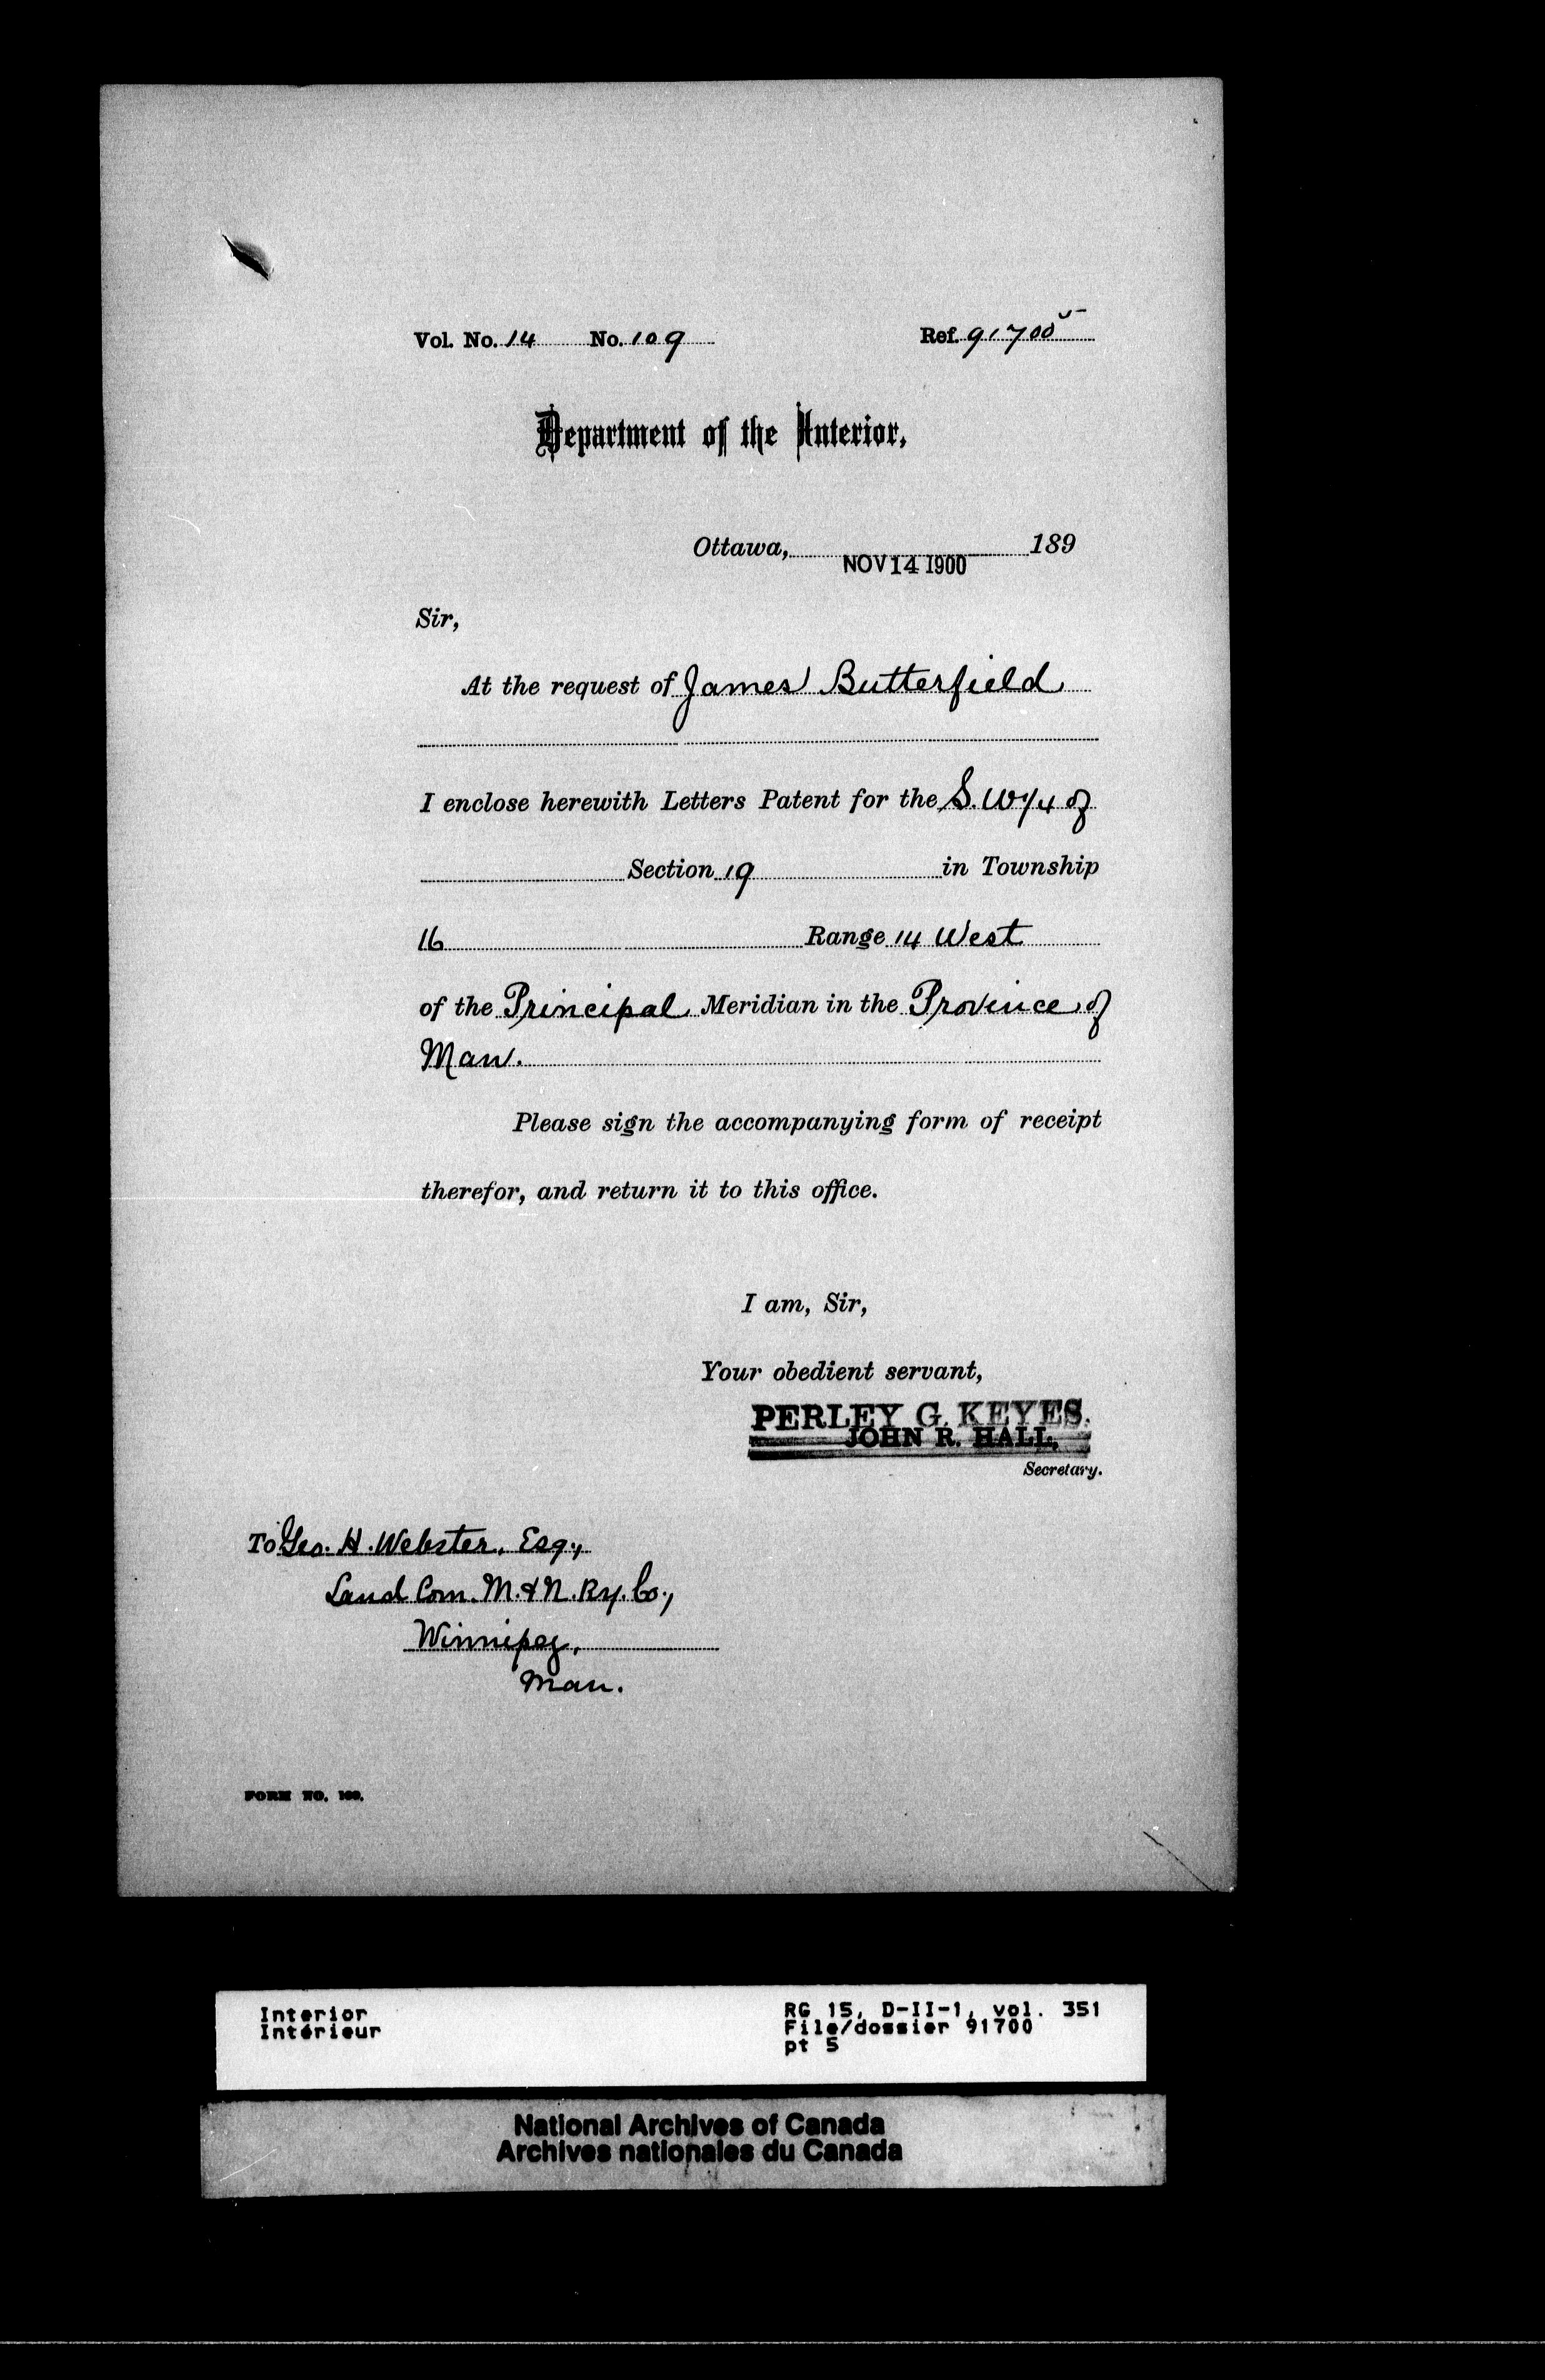 Vol. No. 14 No. 109 Ref. 91700 5
Department of the Interior,
Ottawa, NOV 14 1900 189
Sir,
At the request of James Butterfield
I enclose herewith Letters Patent for the S. W 1/4 of
Section 19 in Township
16 Range 14 West
of the Principal Meridian in the Province of
Man.
Please sign the accompanying form of receipt
therefor, and return it to this office.
I am, Sir,
Your obedient servant,
PERLEY G. KEYES.
JOHN R. HALL,
Secretary.
To Geo. H. Webster, Esq.,
Land Com. M. & N. Ry. Co.,
Winnipeg,
Man.
FORM NO. 109.
Interior
Intérieur
RG 15, D-II-1, vol. 351
File/dossier 91700
pt 5
National Archives of Canada
Archives nationales du Canada